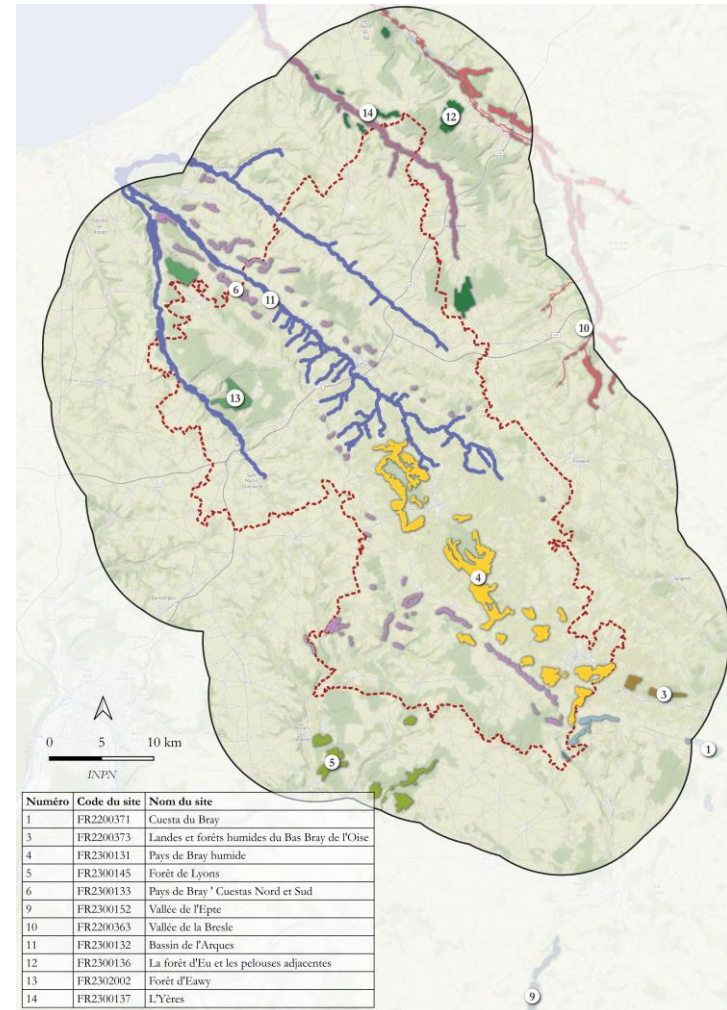 14
12
10
6
11
13
4
3
1
5
9
0 5 10 km
INPN
Numéro Code du site Nom du site
1 FR2200371 Cuesta du Bray
3 FR2200373 Landes et forêts humides du Bas Bray de l'Oise
4 FR2300131 Pays de Bray humide
5 FR2300145 Forêt de Lyons
6 FR2300133 Pays de Bray ' Cuestas Nord et Sud
9 FR2300152 Vallée de l'Epte
10 FR2200363 Vallée de la Bresle
11 FR2300132 Bassin de l'Arques
12 FR2300136 La forêt d'Eu et les pelouses adjacentes
13 FR2302002 Forêt d'Eawy
14 FR2300137 L'Yères